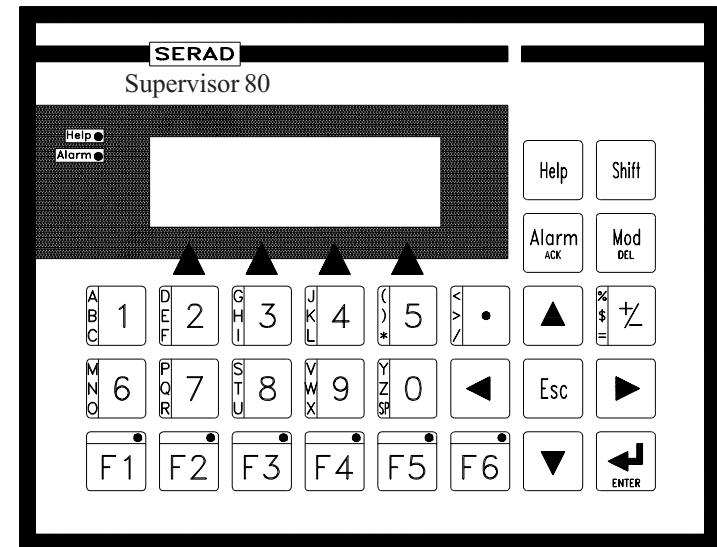 SERAD
Supervisor 80
Help
Alarm
Help
Shift
Alarm
ACK
Mod
DEL
A B C 1
D E F 2
G H I 3
J K L 4
( ) * 5
< > / •
% $ = +/-
M N O 6
P Q R 7
S T U 8
V W X 9
Y Z SP 0
Esc
F1
F2
F3
F4
F5
F6
ENTER